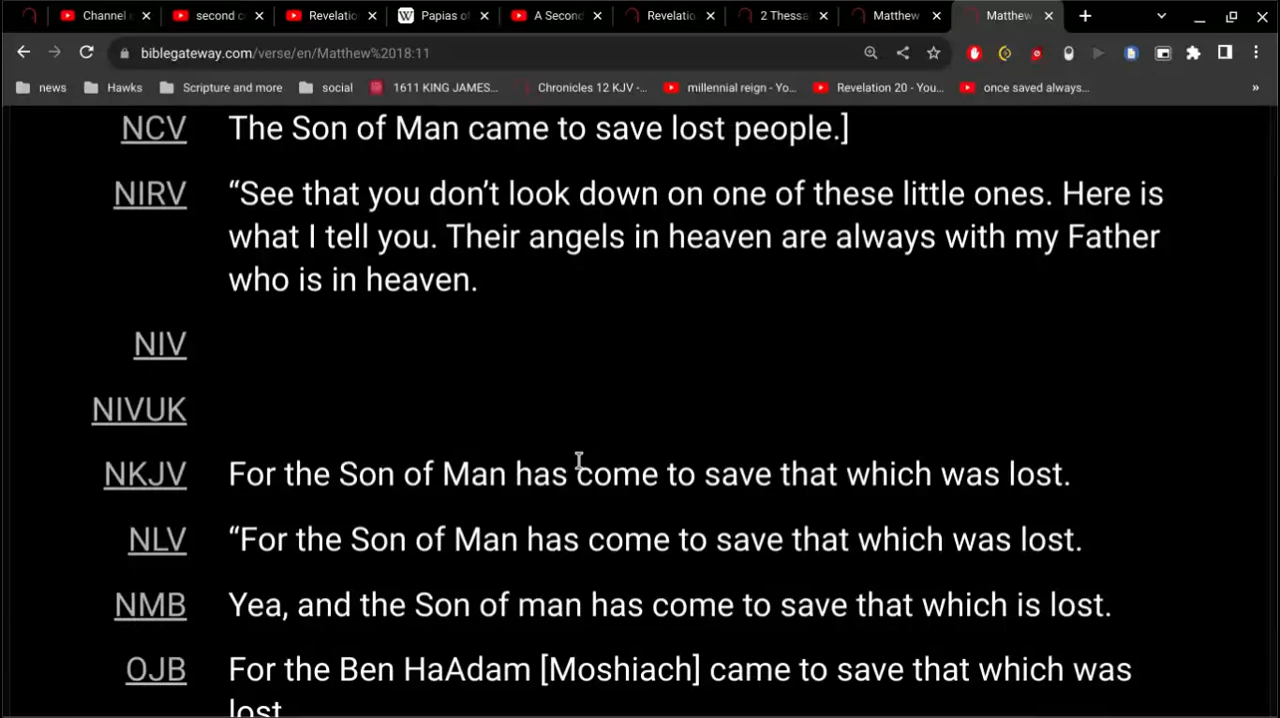 Channel
second c
Revelatio
Papias of
A Second
Revelatio
2 Thessa
Matthew
Matthew
biblegateway.com/verse/en/Matthew%2018:11
news
Hawks
Scripture and more
social
1611 KING JAMES...
Chronicles 12 KJV -...
millennial reign - Yo...
Revelation 20 - You...
once saved always...
NCV The Son of Man came to save lost people.]
NIRV “See that you don’t look down on one of these little ones. Here is
what I tell you. Their angels in heaven are always with my Father
who is in heaven.
NIV
NIVUK
NKJV For the Son of Man has come to save that which was lost.
NLV “For the Son of Man has come to save that which was lost.
NMB Yea, and the Son of man has come to save that which is lost.
OJB For the Ben HaAdam [Moshiach] came to save that which was
lost.